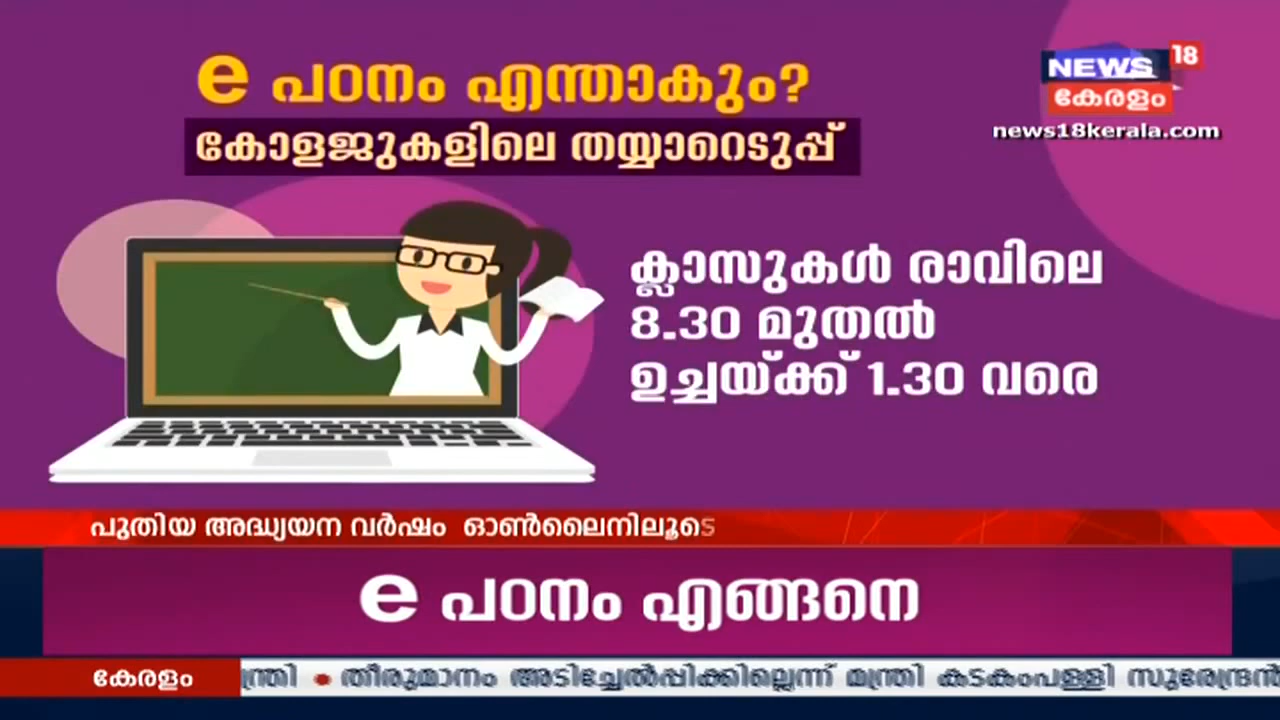 e പഠനം എന്താകും?
കോളജുകളിലെ തയ്യാറെടുപ്പ്
NEWS 18
കേരളം
news18kerala.com
ക്ലാസുകൾ രാവിലെ
8.30 മുതൽ
ഉച്ചയ്ക്ക് 1.30 വരെ
പുതിയ അദ്ധ്യയന വർഷം ഓൺലൈനിലൂടെ
e പഠനം എങ്ങനെ
കേരളം
ന്ത്രി • തീരുമാനം അടിച്ചേൽപ്പിക്കില്ലെന്ന് മന്ത്രി കടകംപള്ളി സുരേന്ദ്രൻ